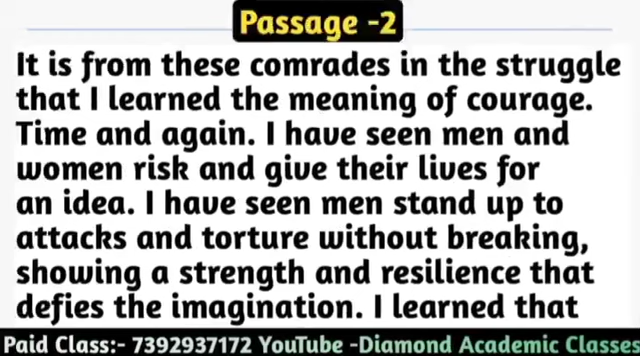 Passage -2
It is from these comrades in the struggle
that I learned the meaning of courage.
Time and again. I have seen men and
women risk and give their lives for
an idea. I have seen men stand up to
attacks and torture without breaking,
showing a strength and resilience that
defies the imagination. I learned that
Paid Class:- 7392937172 YouTube -Diamond Academic Classes